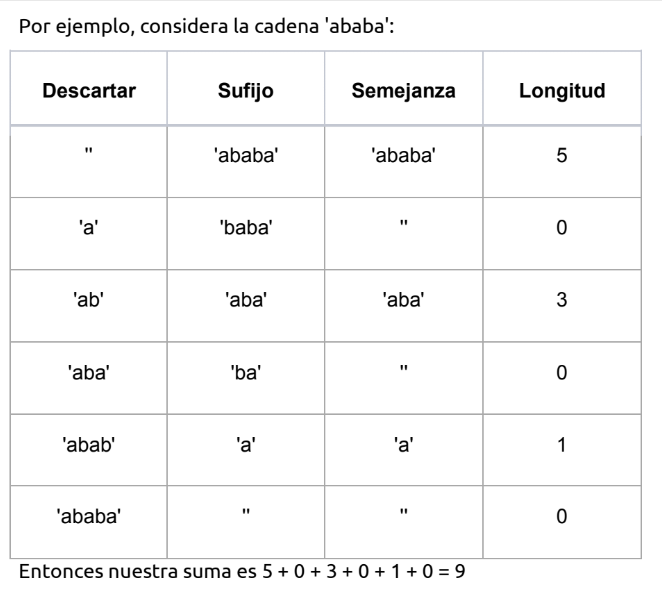 Por ejemplo, considera la cadena 'ababa':
Descartar Sufijo Semejanza Longitud
'' 'ababa' 'ababa' 5
'a' 'baba' '' 0
'ab' 'aba' 'aba' 3
'aba' 'ba' '' 0
'abab' 'a' 'a' 1
'ababa' '' '' 0
Entonces nuestra suma es 5 + 0 + 3 + 0 + 1 + 0 = 9